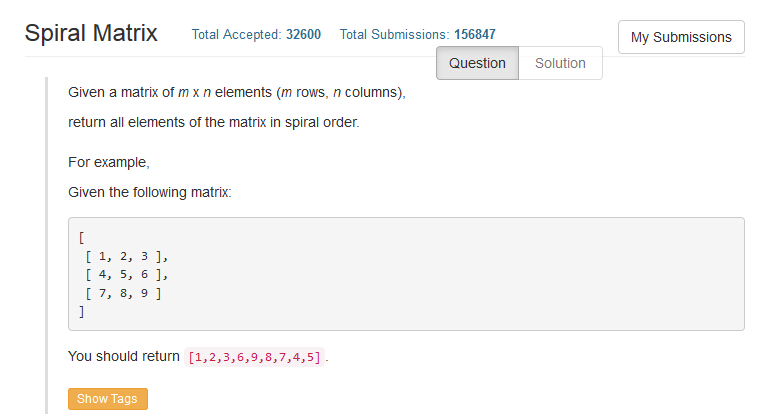 Spiral Matrix Total Accepted: 32600 Total Submissions: 156847 My Submissions
Question Solution
Given a matrix of m x n elements (m rows, n columns),
return all elements of the matrix in spiral order.
For example,
Given the following matrix:
[
[ 1, 2, 3 ],
[ 4, 5, 6 ],
[ 7, 8, 9 ]
]
You should return [1,2,3,6,9,8,7,4,5].
Show Tags